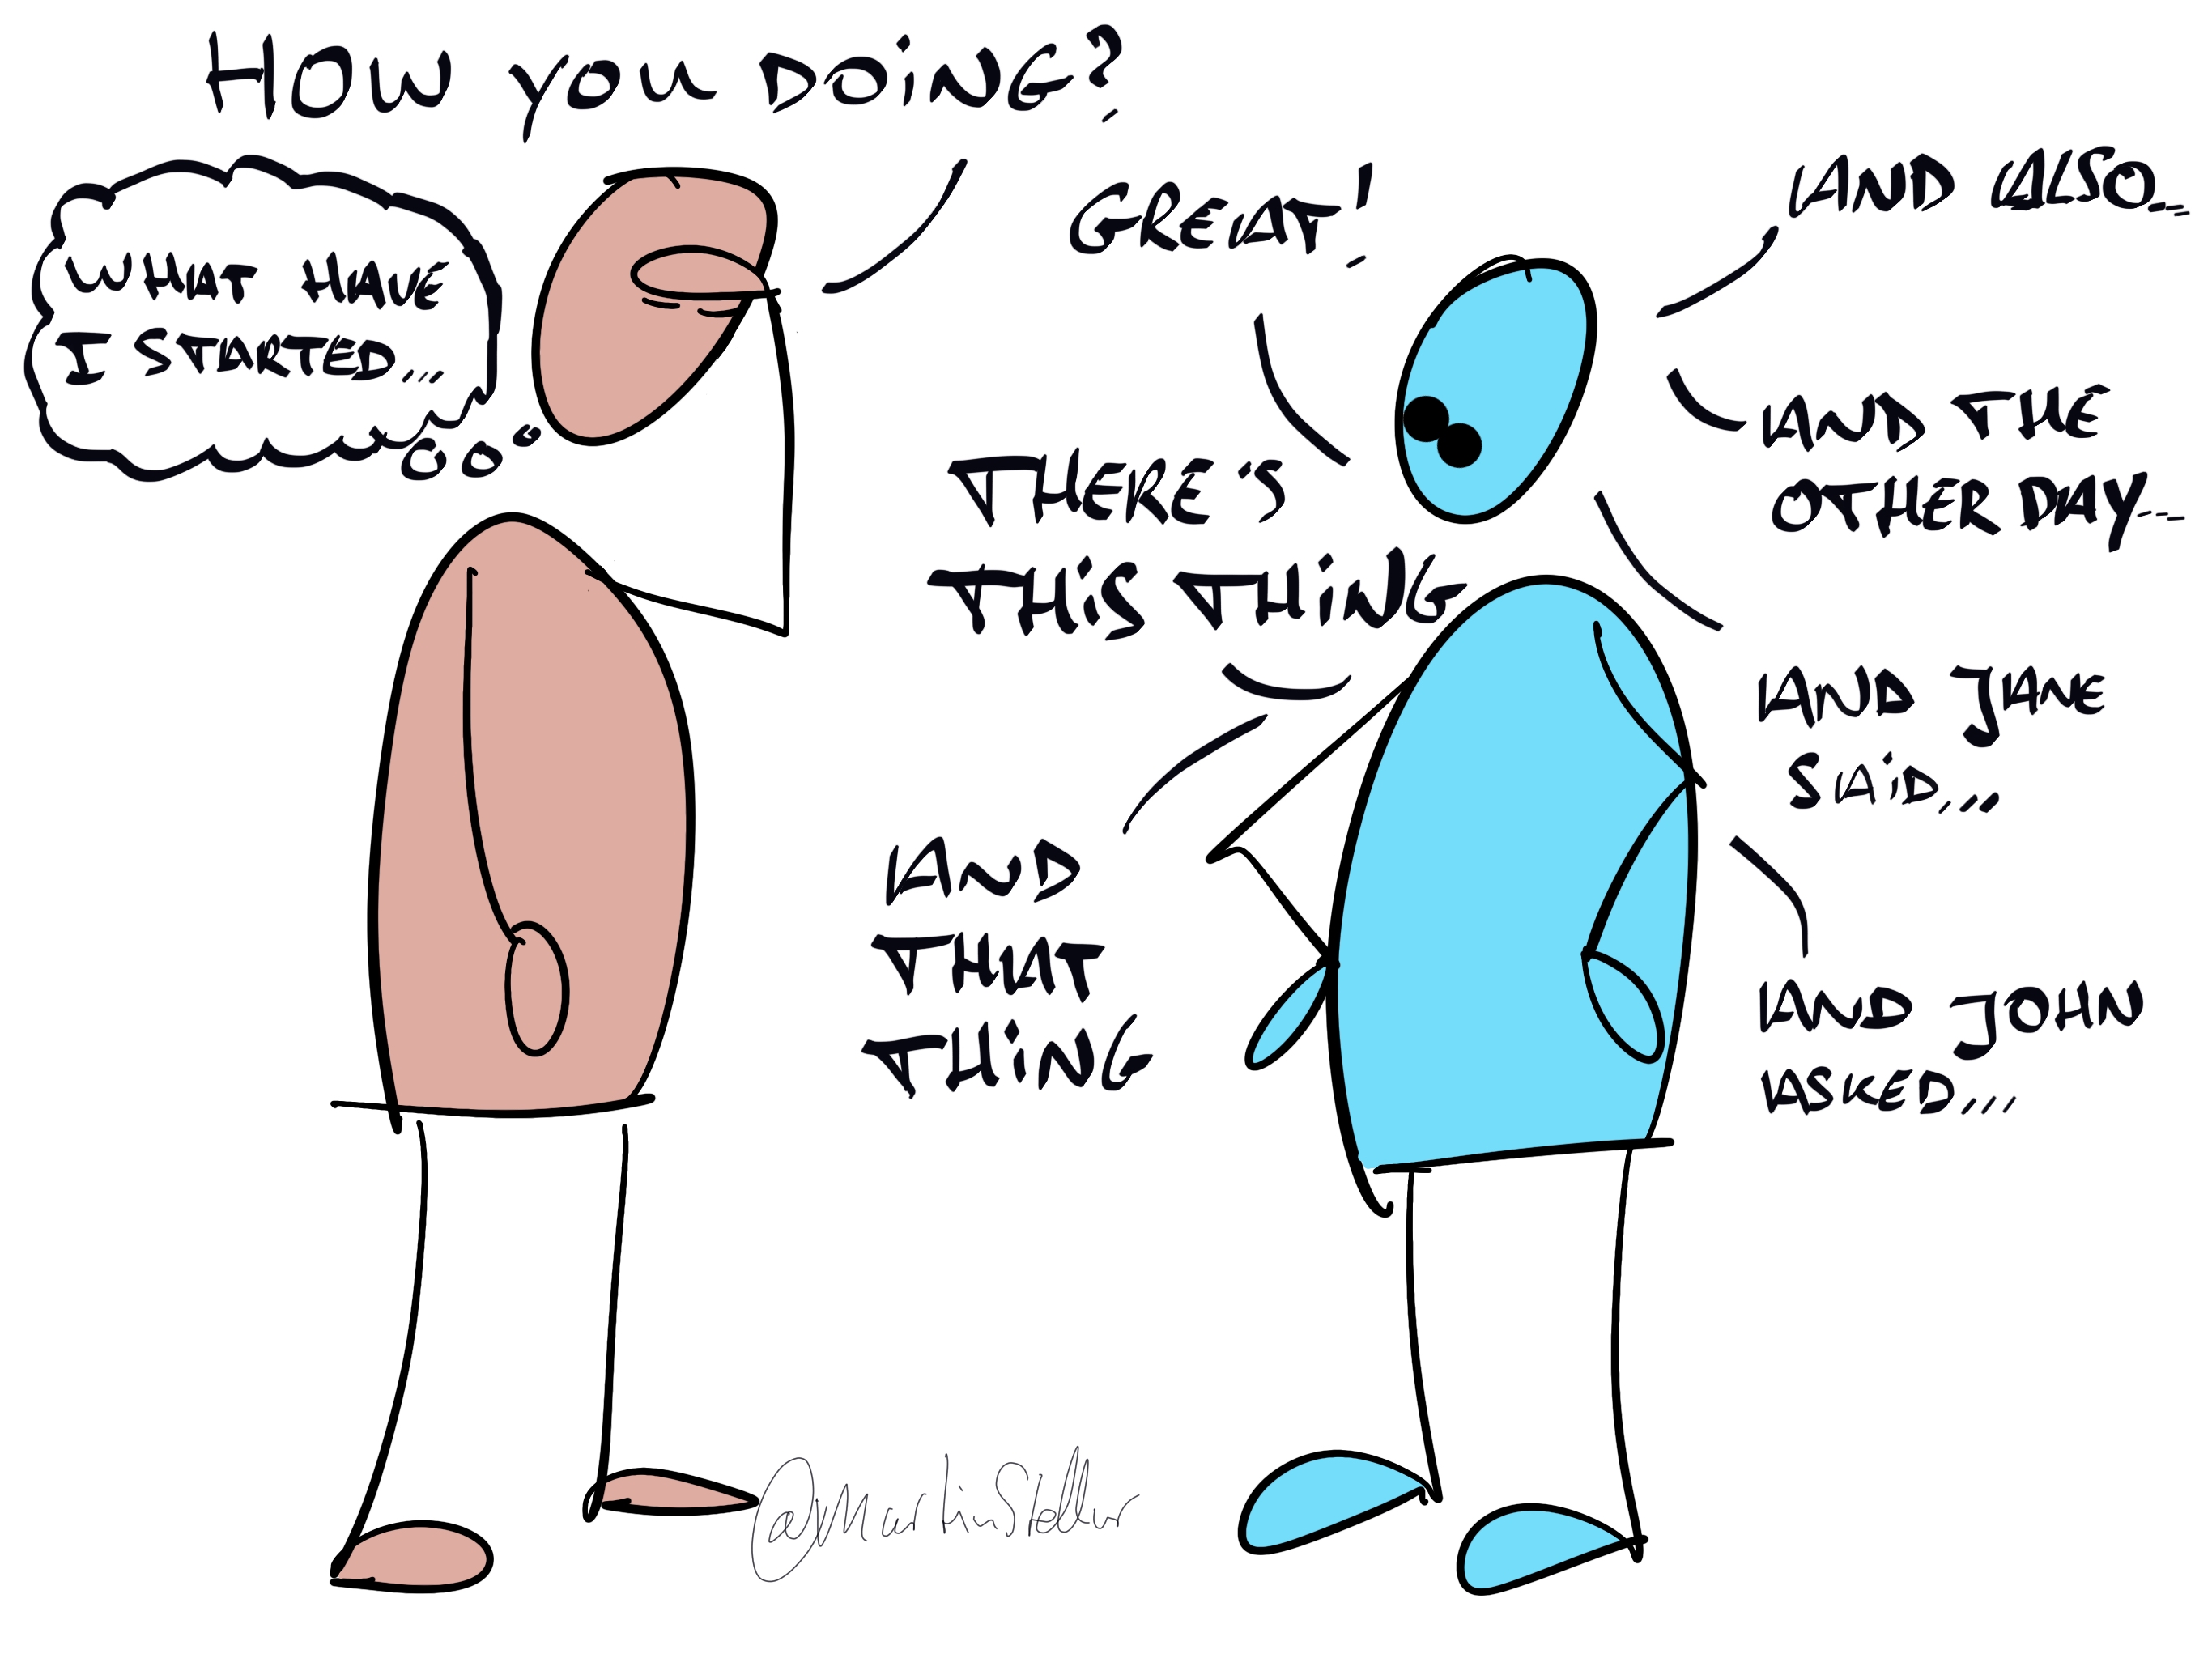 HOW YOU DOING?
WHAT HAVE
I STARTED...
GREAT!
THERE'S
THIS THING
AND
THAT
THING
AND ALSO...
AND THE
OTHER DAY...
AND JANE
SAID...
AND JOHN
ASKED...
@MartinStellar